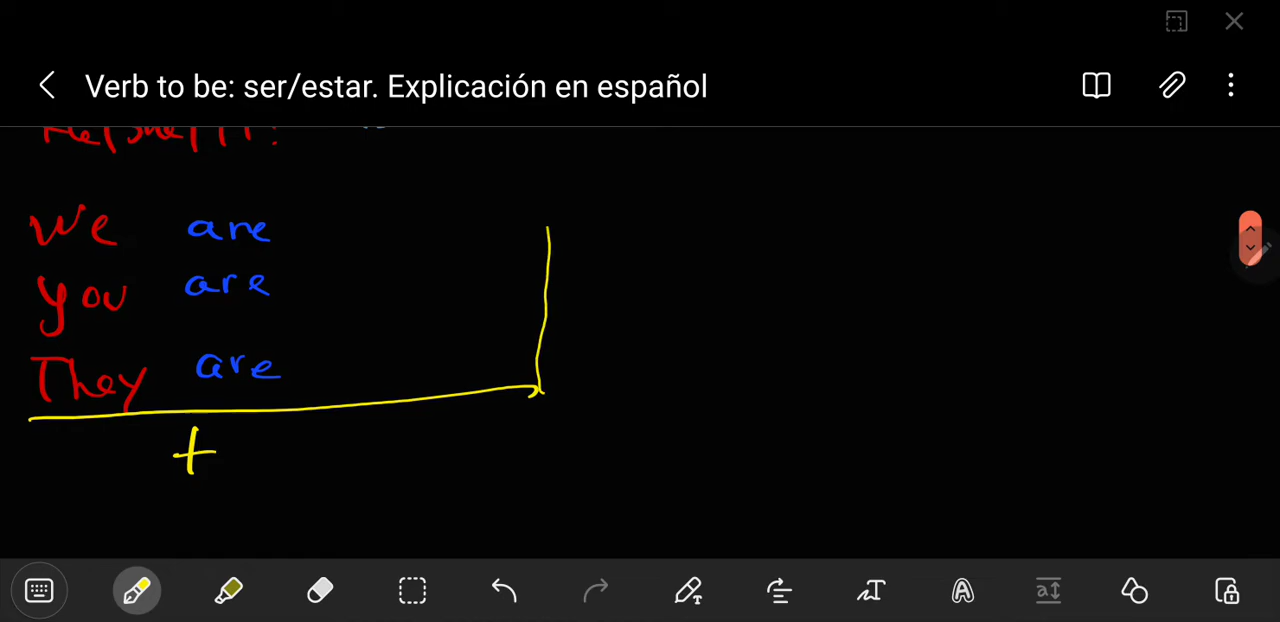 Verb to be: ser/estar. Explicación en español
We are
you are
They are
+